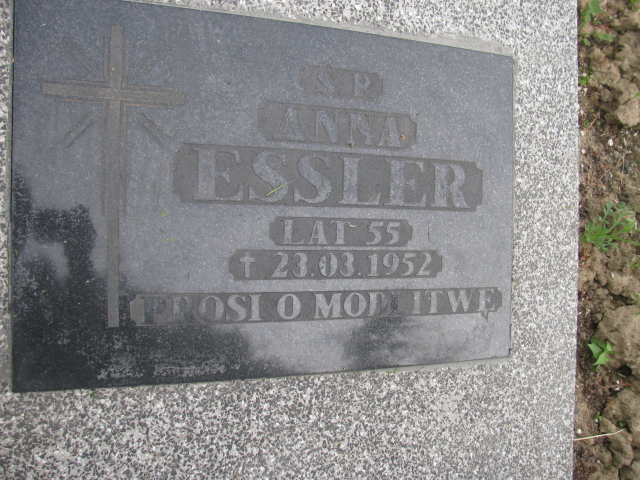 Ś.P.
ANNA
ESSLER
LAT 55
† 23.03.1952
PROSI O MODLITWĘ